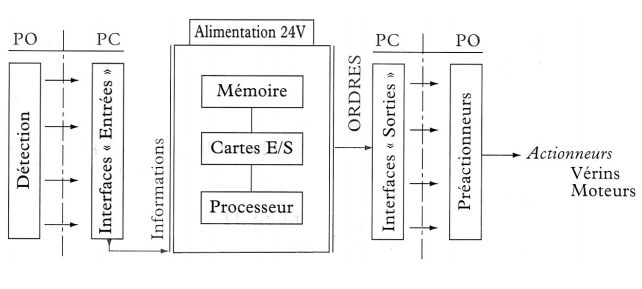 Alimentation 24V
PO
PC
PC
PO
Détection
Interfaces « Entrées »
Informations
Mémoire
Cartes E/S
Processeur
ORDRES
Interfaces « Sorties »
Préactionneurs
Actionneurs
Vérins
Moteurs